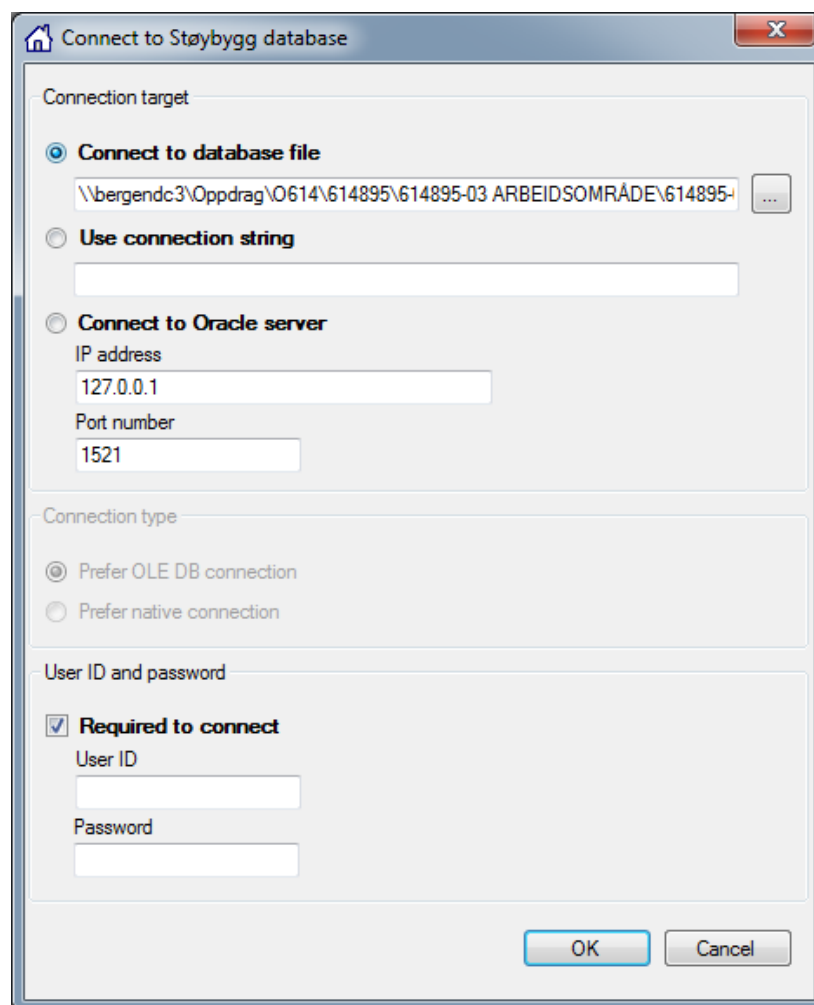 Connect to Støybygg database
Connection target
Connect to database file
\\bergendc3\Oppdrag\O614\614895\614895-03 ARBEIDSOMRÅDE\614895-
...
Use connection string
Connect to Oracle server
IP address
127.0.0.1
Port number
1521
Connection type
Prefer OLE DB connection
Prefer native connection
User ID and password
Required to connect
User ID
Password
OK
Cancel